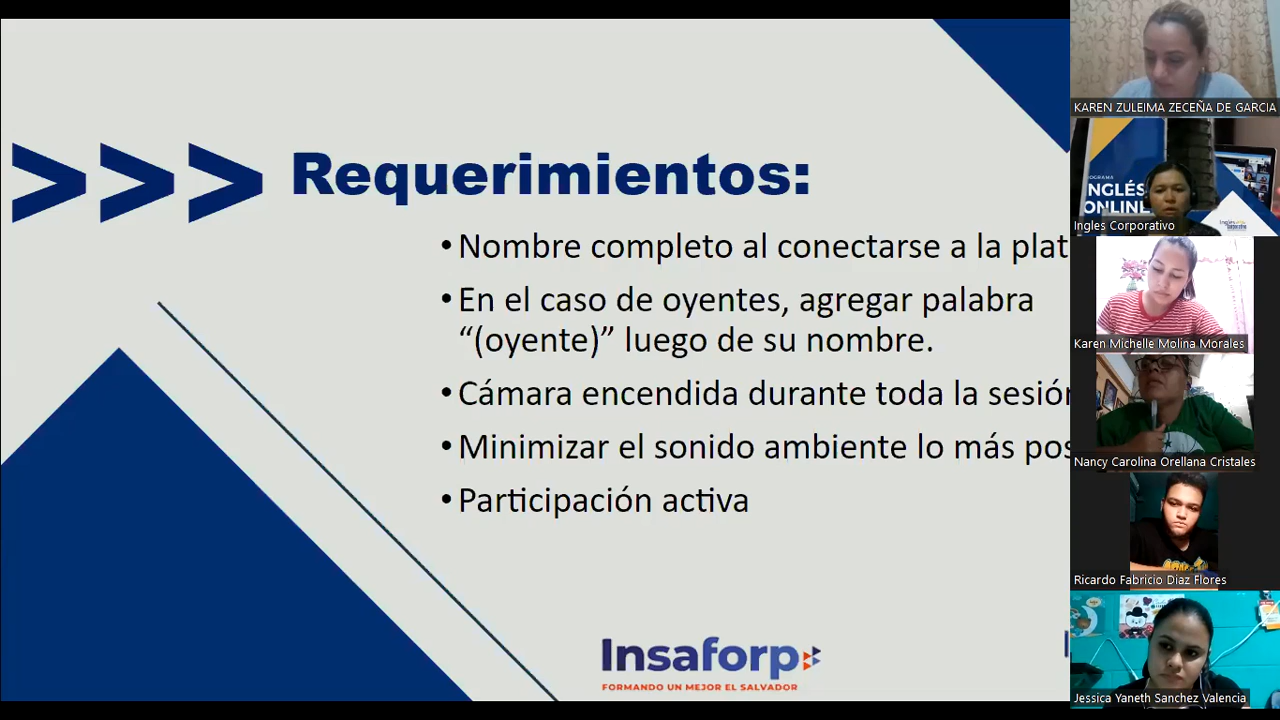 >>> Requerimientos:
• Nombre completo al conectarse a la plat
• En el caso de oyentes, agregar palabra
“(oyente)” luego de su nombre.
• Cámara encendida durante toda la sesión
• Minimizar el sonido ambiente lo más pos
• Participación activa
Insaforp
FORMANDO UN MEJOR EL SALVADOR
KAREN ZULEIMA ZECEÑA DE GARCIA
INGLÉS
ONLINE
Ingles Corporativo
Karen Michelle Molina Morales
Nancy Carolina Orellana Cristales
Ricardo Fabricio Diaz Flores
Jessica Yaneth Sanchez Valencia